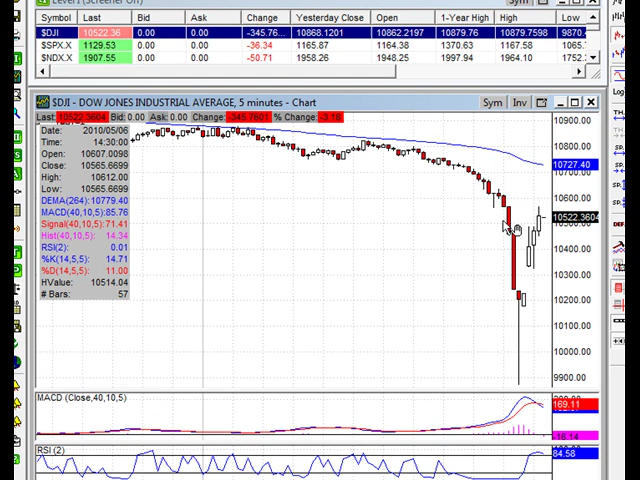 Level1 (Screener Off)
Sym
Symbol Last Bid Ask Change Yesterday Close Open 1-Year High High Low
$DJI 10522.36 0.00 0.00 -345.76... 10868.1201 10862.2197 10879.76 10879.7598 9870.
$SPX.X 1129.53 0.00 0.00 -36.34 1165.87 1164.38 1370.63 1167.58 1065.
$NDX.X 1907.55 0.00 0.00 -50.71 1958.26 1948.25 1997.94 1964.10 1752.
$DJI - DOW JONES INDUSTRIAL AVERAGE, 5 minutes - Chart
Sym Inv
Last: 10522.3604 Bid: 0.00 Ask: 0.00 Change: -345.7601 % Change: -3.18
Date: 2010/05/06
Time: 14:30:00
Open: 10607.0098
Close: 10565.6699
High: 10612.00
Low: 10565.6699
DEMA(264): 10779.40
MACD(40,10,5): 85.76
Signal(40,10,5): 71.41
Hist(40,10,5): 14.34
RSI(2) 0.01
%K(14,5,5) 14.71
%D(14,5,5) 11.00
HValue: 10514.04
# Bars: 57
10900.00
10800.00
10727.40
10600.00
10522.3604
10400.00
10300.00
10200.00
10100.00
10000.00
9900.00
MACD (Close,40,10,5)
169.11
16.14
RSI (2)
84.58